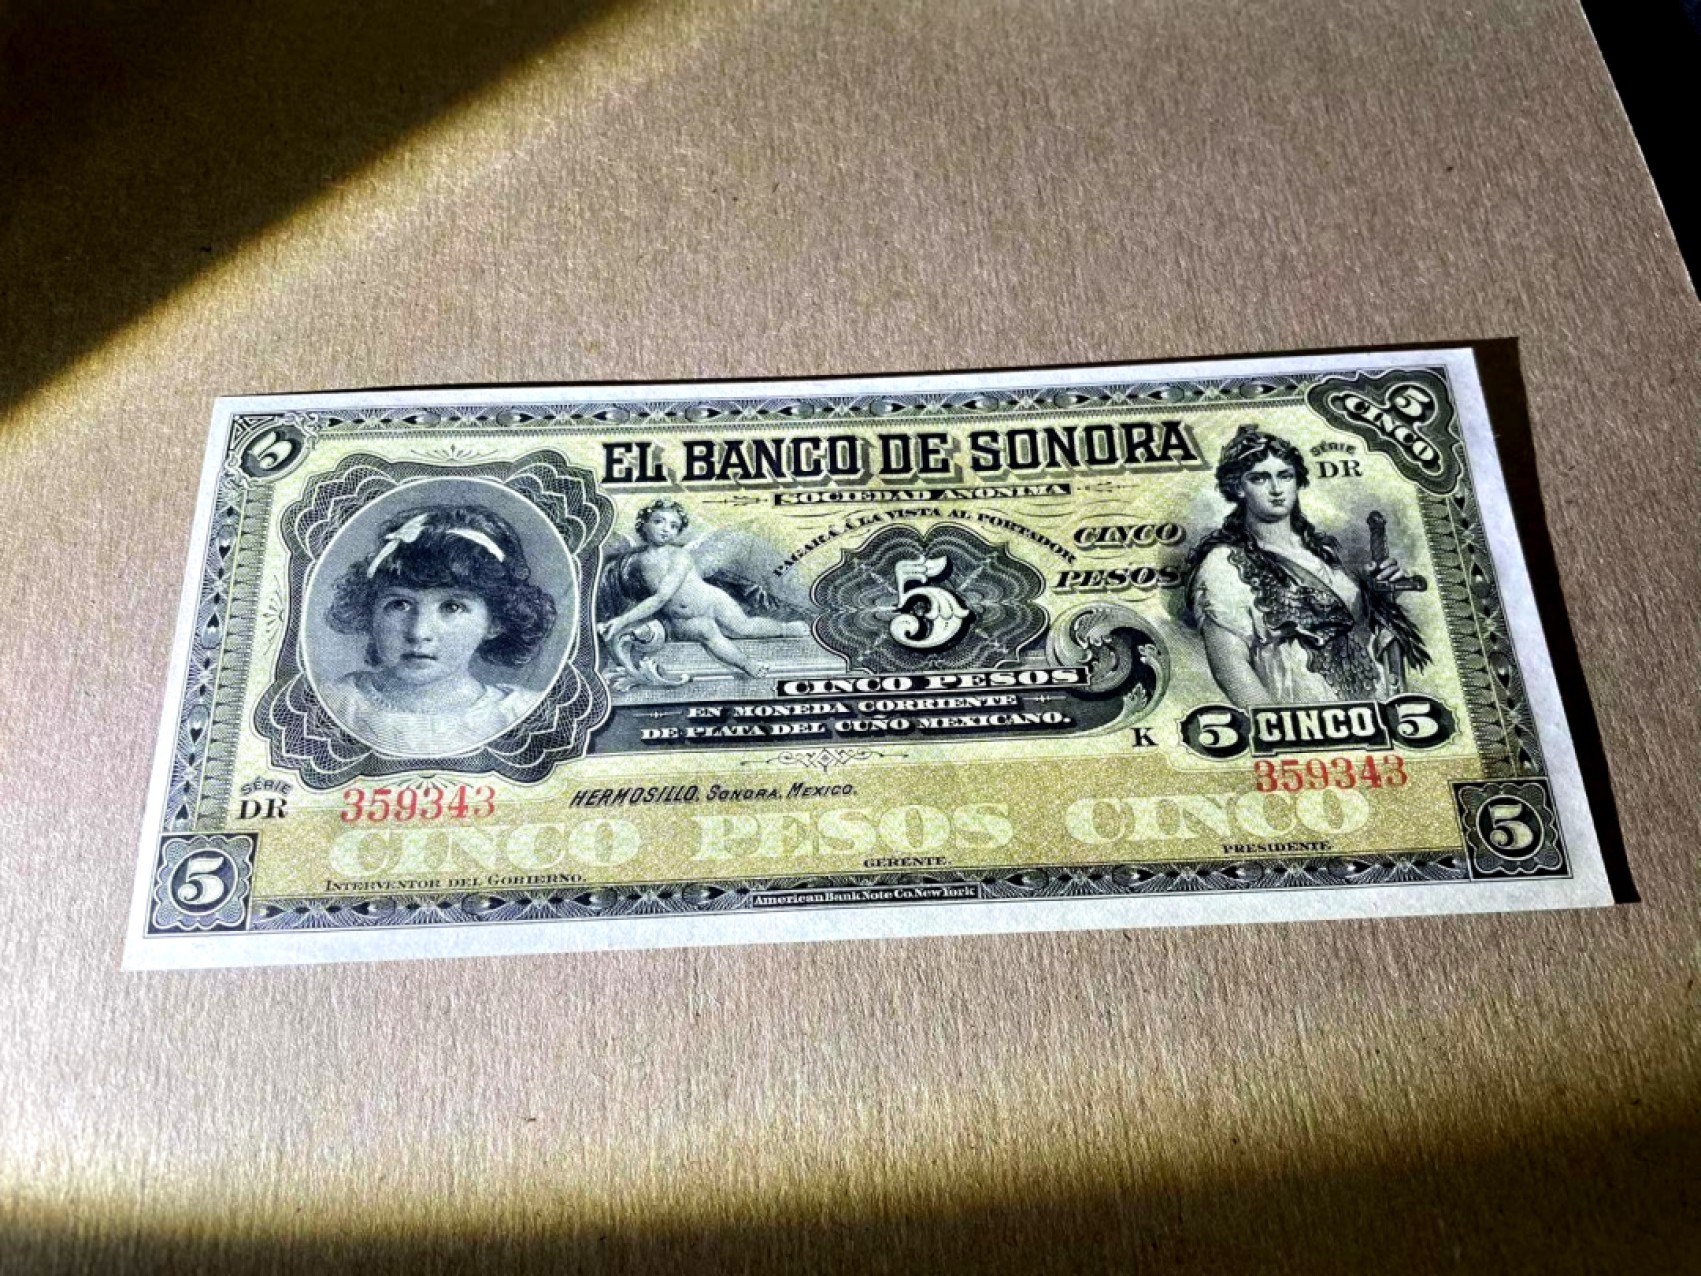 5
EL BANCO DE SONORA
5
CINCO
SOCIEDAD ANONIMA
SÉRIE
DR
PAGARÁ Á LA VISTA AL PORTADOR
CINCO
PESOS
5
CINCO PESOS
EN MONEDA CORRIENTE
DE PLATA DEL CUÑO MEXICANO.
K
5 CINCO 5
SÉRIE
DR
359343
HERMOSILLO, SONORA, MEXICO.
359343
CINCO PESOS CINCO
INTERVENTOR DEL GOBIERNO.
GERENTE.
PRESIDENTE.
5
5
American Bank Note Co. New York